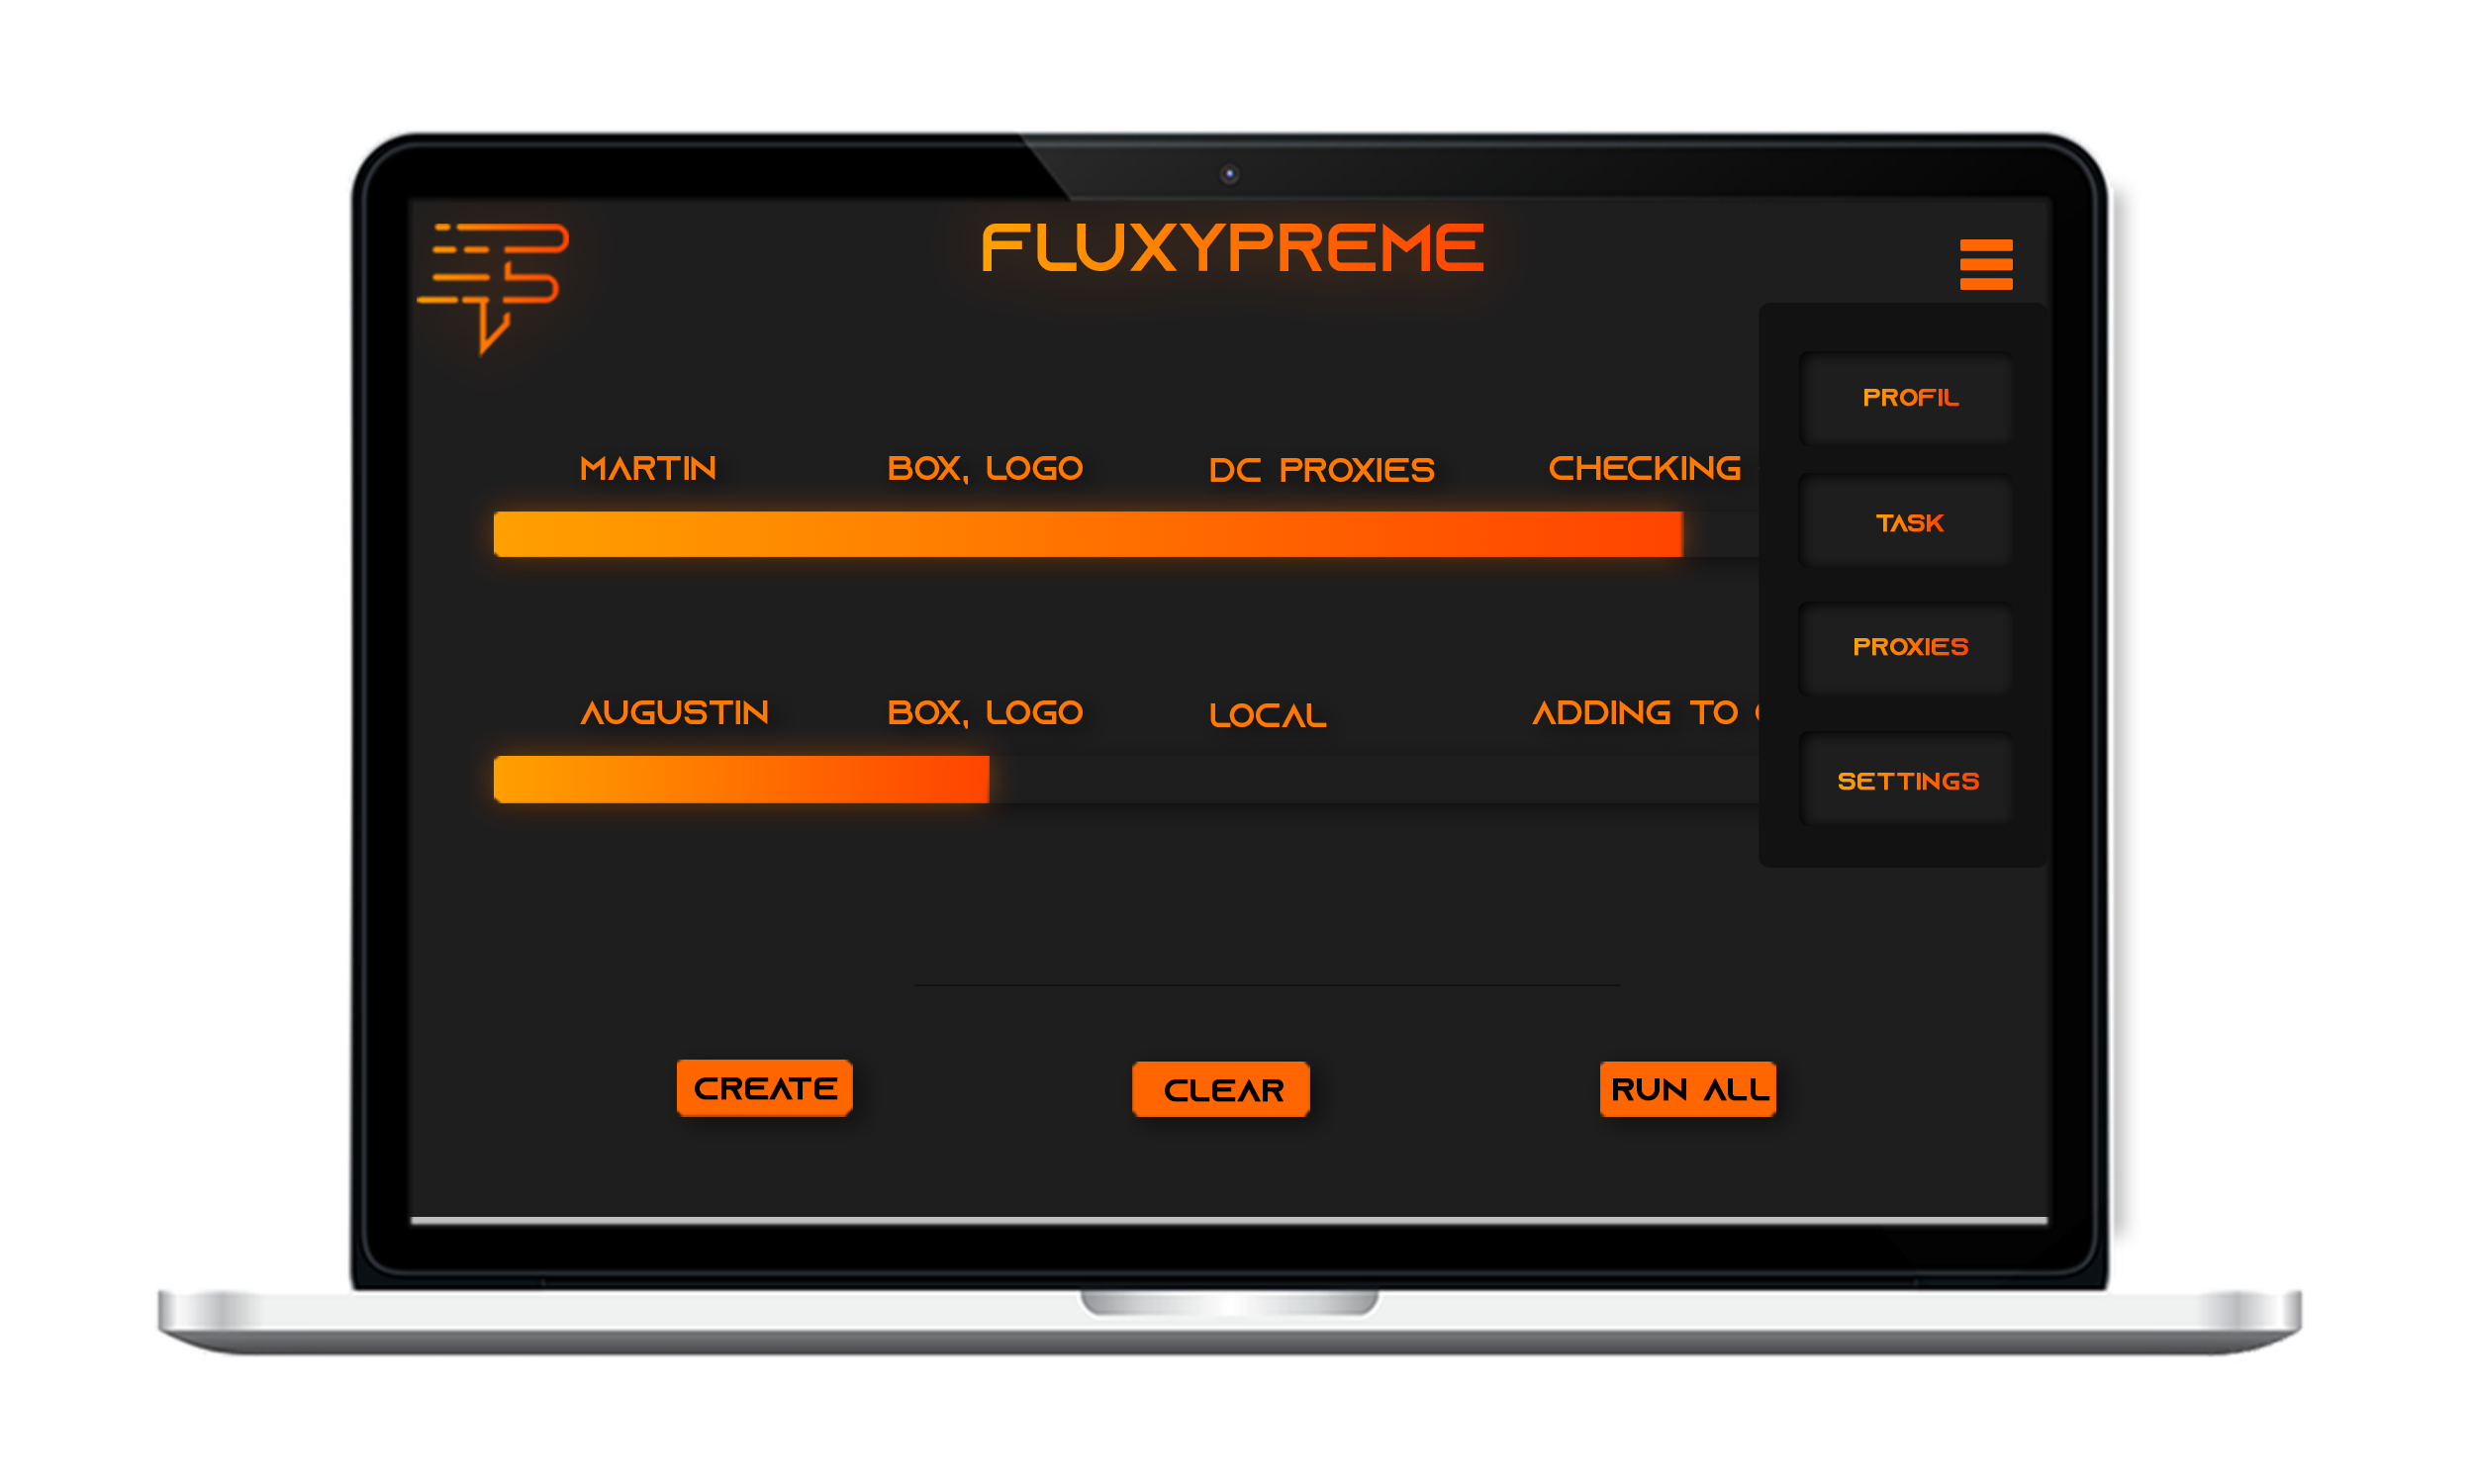 FLUXYPREME
PROFIL
MARTIN BOX, LOGO DC PROXIES CHECKING
TASK
PROXIES
AUGUSTIN BOX, LOGO LOCAL ADDING TO
SETTINGS
CREATE CLEAR RUN ALL